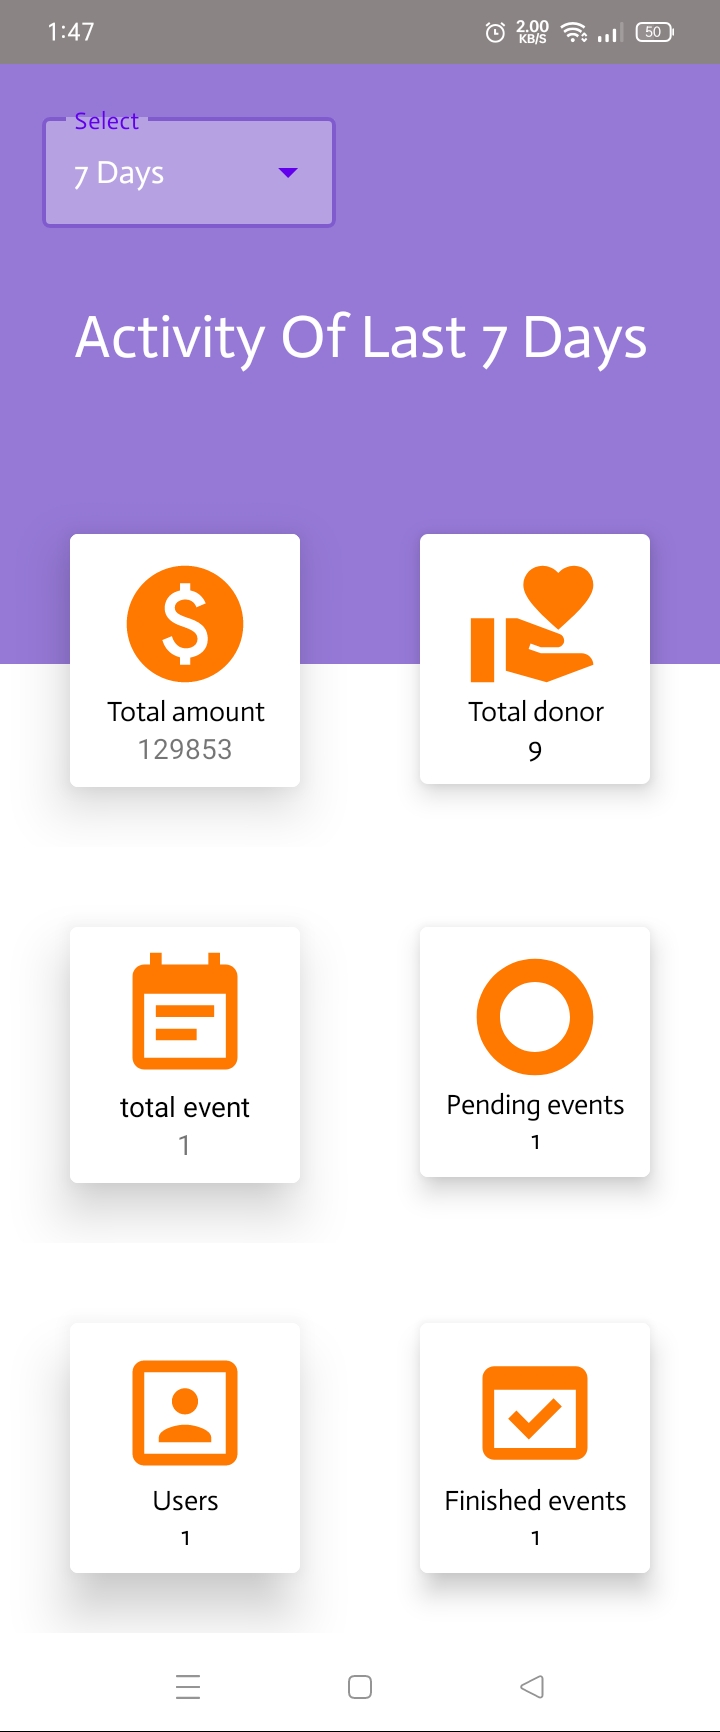 1:47
2.00
KB/S
50
Select
7 Days
Activity Of Last 7 Days
Total amount
129853
Total donor
9
total event
1
Pending events
1
Users
1
Finished events
1